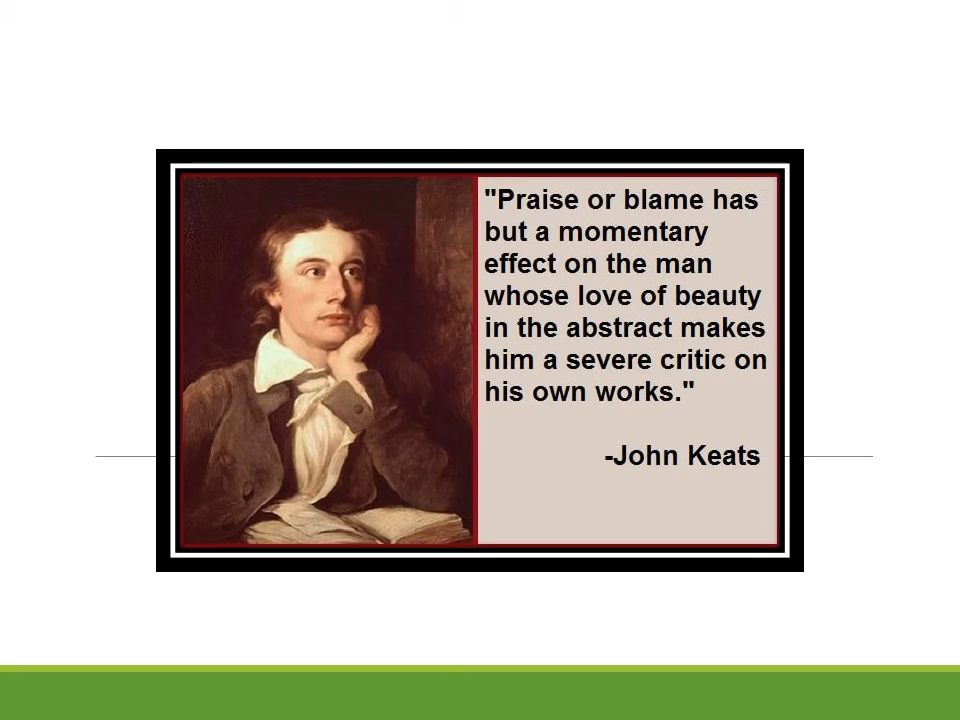 "Praise or blame has
but a momentary
effect on the man
whose love of beauty
in the abstract makes
him a severe critic on
his own works."
-John Keats